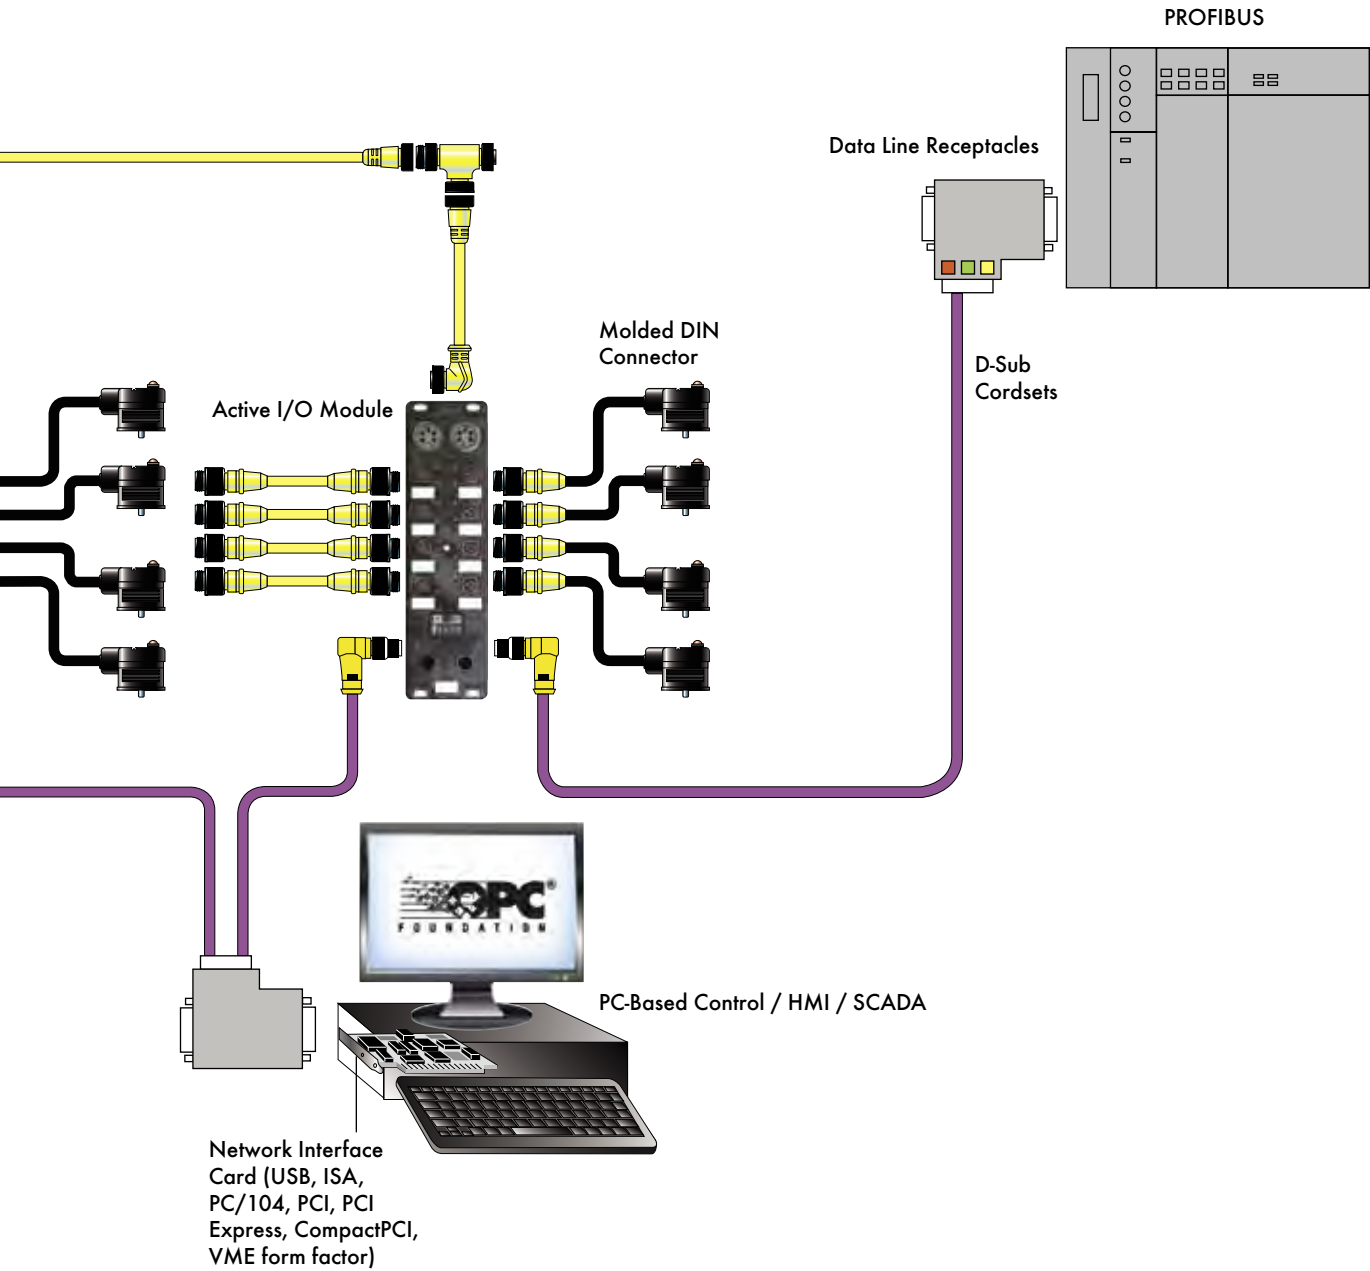 PROFIBUS
Data Line Receptacles
Molded DIN
Connector
D-Sub
Cordsets
Active I/O Module
OPC®
FOUNDATION
PC-Based Control / HMI / SCADA
Network Interface
Card (USB, ISA,
PC/104, PCI, PCI
Express, CompactPCI,
VME form factor)